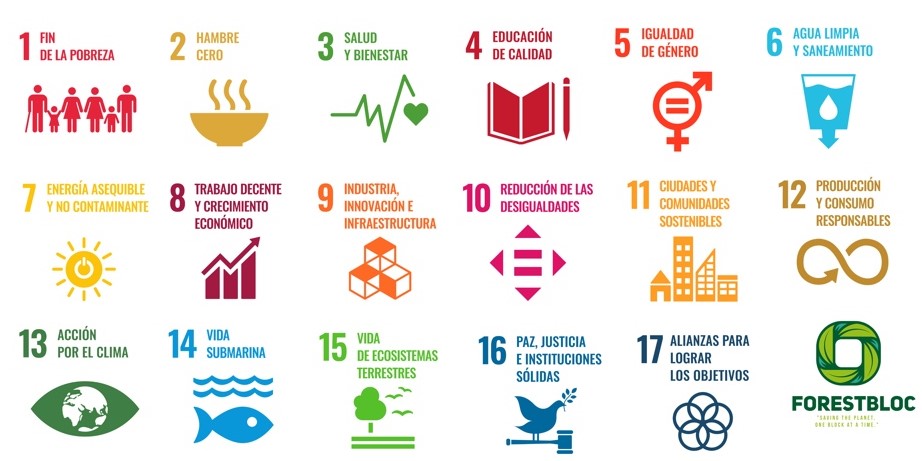 1 FIN
DE LA POBREZA
2 HAMBRE
CERO
3 SALUD
Y BIENESTAR
4 EDUCACIÓN
DE CALIDAD
5 IGUALDAD
DE GÉNERO
6 AGUA LIMPIA
Y SANEAMIENTO
7 ENERGÍA ASEQUIBLE
Y NO CONTAMINANTE
8 TRABAJO DECENTE
Y CRECIMIENTO
ECONÓMICO
9 INDUSTRIA,
INNOVACIÓN E
INFRAESTRUCTURA
10 REDUCCIÓN DE LAS
DESIGUALDADES
11 CIUDADES Y
COMUNIDADES
SOSTENIBLES
12 PRODUCCIÓN
Y CONSUMO
RESPONSABLES
13 ACCIÓN
POR EL CLIMA
14 VIDA
SUBMARINA
15 VIDA
DE ECOSISTEMAS
TERRESTRES
16 PAZ, JUSTICIA
E INSTITUCIONES
SÓLIDAS
17 ALIANZAS PARA
LOGRAR
LOS OBJETIVOS
FORESTBLOC
"SAVING THE PLANET,
ONE BLOCK AT A TIME."